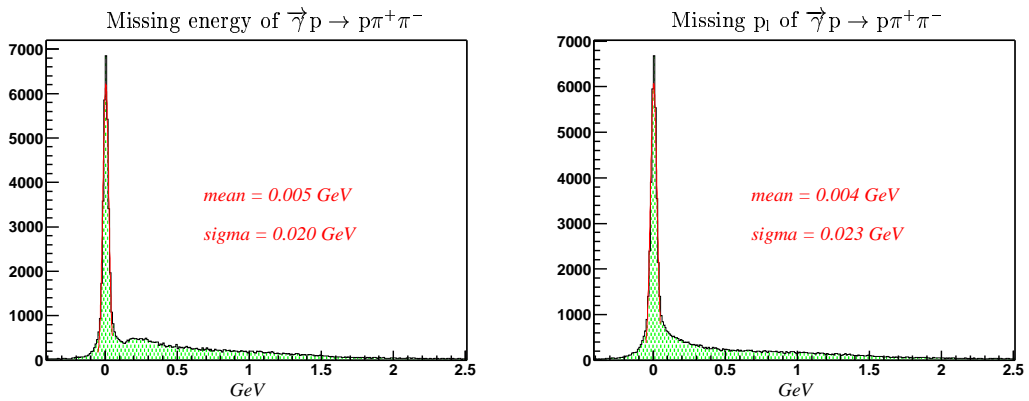 Missing energy of γ⃗ p → pπ⁺π⁻
7000
6000
5000
4000
3000
2000
1000
0
mean = 0.005 GeV
sigma = 0.020 GeV
0 0.5 1 1.5 2 2.5
GeV
Missing pₗ of γ⃗ p → pπ⁺π⁻
7000
6000
5000
4000
3000
2000
1000
0
mean = 0.004 GeV
sigma = 0.023 GeV
0 0.5 1 1.5 2 2.5
GeV